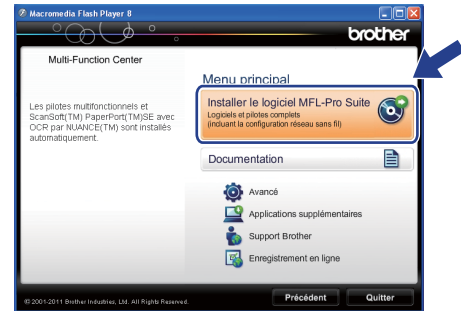 Macromedia Flash Player 8
brother
Multi-Function Center
Menu principal
Installer le logiciel MFL-Pro Suite
Logiciels et pilotes complets
(incluant la configuration réseau sans fil)
Les pilotes multifonctionnels et
ScanSoft(TM) PaperPort(TM)SE avec
OCR par NUANCE(TM) sont installés
automatiquement.
Documentation
Avancé
Applications supplémentaires
Support Brother
Enregistrement en ligne
© 2001-2011 Brother Industries, Ltd. All Rights Reserved.
Précédent
Quitter